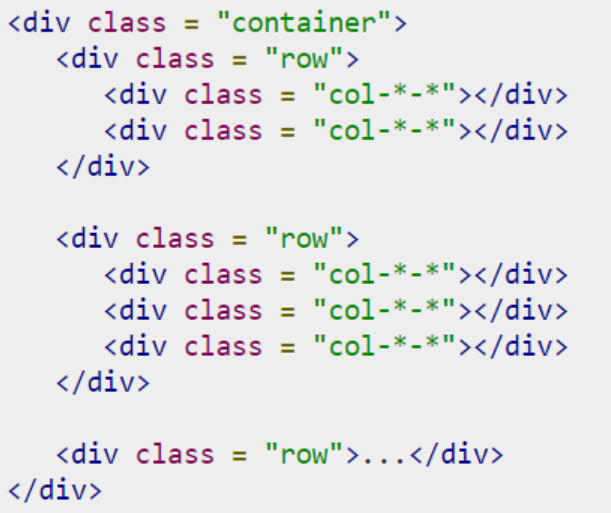 <div class = "container">
   <div class = "row">
      <div class = "col-*-*"></div>
      <div class = "col-*-*"></div>
   </div>

   <div class = "row">
      <div class = "col-*-*"></div>
      <div class = "col-*-*"></div>
      <div class = "col-*-*"></div>
   </div>

   <div class = "row">...</div>
</div>